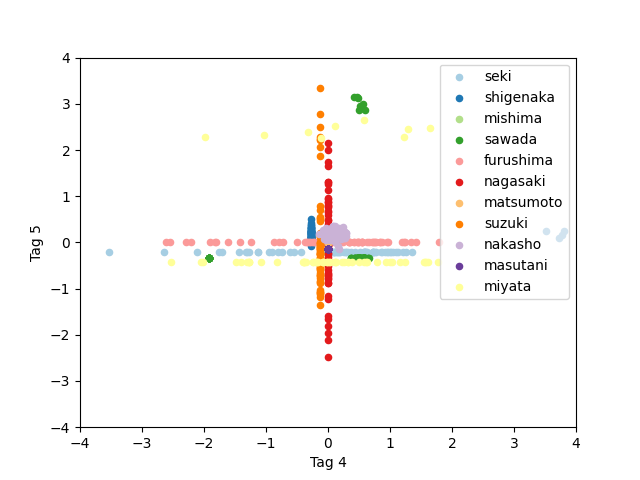 4
3
2
1
0
−1
−2
−3
−4
Tag 5
−4 −3 −2 −1 0 1 2 3 4
Tag 4
seki
shigenaka
mishima
sawada
furushima
nagasaki
matsumoto
suzuki
nakasho
masutani
miyata